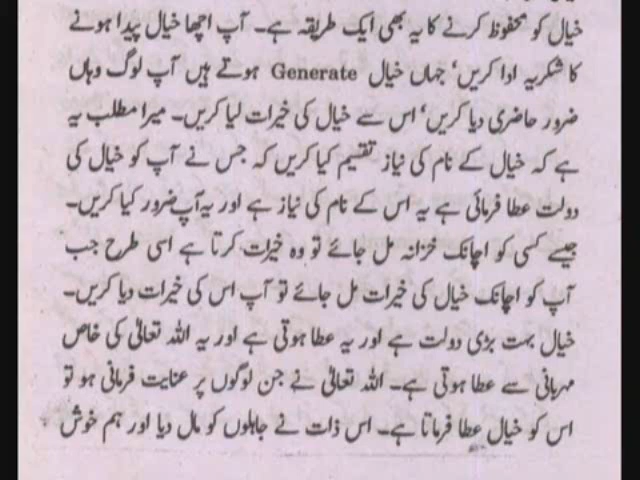 خیال کو محفوظ کرنے کا یہ بھی ایک طریقہ ہے۔ آپ اچھا خیال پیدا ہونے
کا شکریہ ادا کریں‘ جہاں خیال Generate ہوتے ہیں آپ لوگ وہاں
ضرور حاضری دیا کریں‘ اس سے خیال کی خیرات لیا کریں۔ میرا مطلب یہ
ہے کہ خیال کے نام کی نیاز تقسیم کیا کریں کہ جس نے آپ کو خیال کی
دولت عطا فرمائی ہے یہ اس کے نام کی نیاز ہے اور یہ آپ ضرور کیا کریں۔
جیسے کسی کو اچانک خزانہ مل جائے تو وہ خیرات کرتا ہے اسی طرح جب
آپ کو اچانک خیال کی خیرات مل جائے تو آپ اس کی خیرات دیا کریں۔
خیال بہت بڑی دولت ہے اور یہ عطا ہوتی ہے اور یہ اللہ تعالیٰ کی خاص
مہربانی سے عطا ہوتی ہے۔ اللہ تعالیٰ نے جن لوگوں پر عنایت فرمانی ہو تو
اس کو خیال عطا فرماتا ہے۔ اس ذات نے جاہلوں کو مال دیا اور ہم خوش